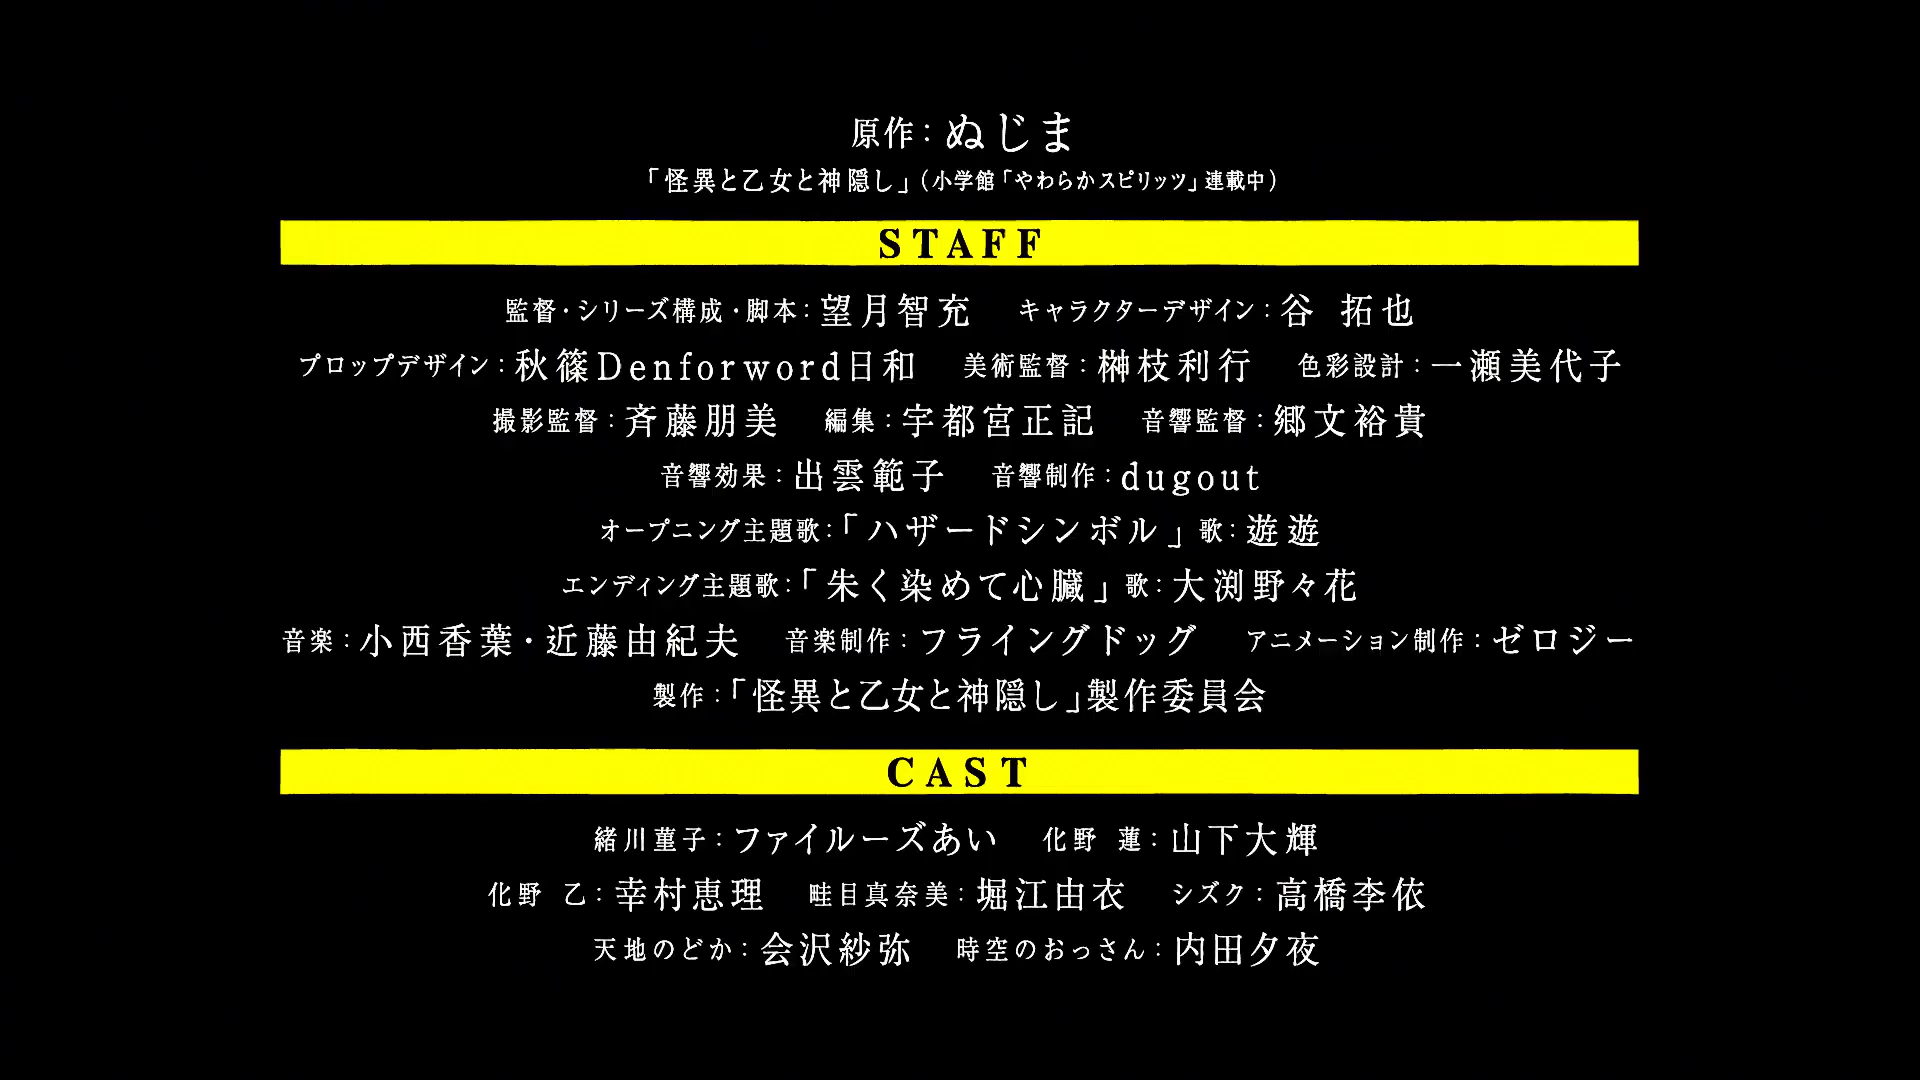 原作：ぬじま
「怪異と乙女と神隠し」（小学館「やわらかスピリッツ」連載中）
STAFF
監督・シリーズ構成・脚本：望月智充　キャラクターデザイン：谷 拓也
プロップデザイン：秋篠Denforword日和　美術監督：榊枝利行　色彩設計：一瀬美代子
撮影監督：斉藤朋美　編集：宇都宮正記　音響監督：郷文裕貴
音響効果：出雲範子　音響制作：dugout
オープニング主題歌：「ハザードシンボル」歌：遊遊
エンディング主題歌：「朱く染めて心臓」歌：大渕野々花
音楽：小西香葉・近藤由紀夫　音楽制作：フライングドッグ　アニメーション制作：ゼロジー
製作：「怪異と乙女と神隠し」製作委員会
CAST
緒川菫子：ファイルーズあい　化野 蓮：山下大輝
化野 乙：幸村恵理　畦目真奈美：堀江由衣　シズク：高橋李依
天地のどか：会沢紗弥　時空のおっさん：内田夕夜